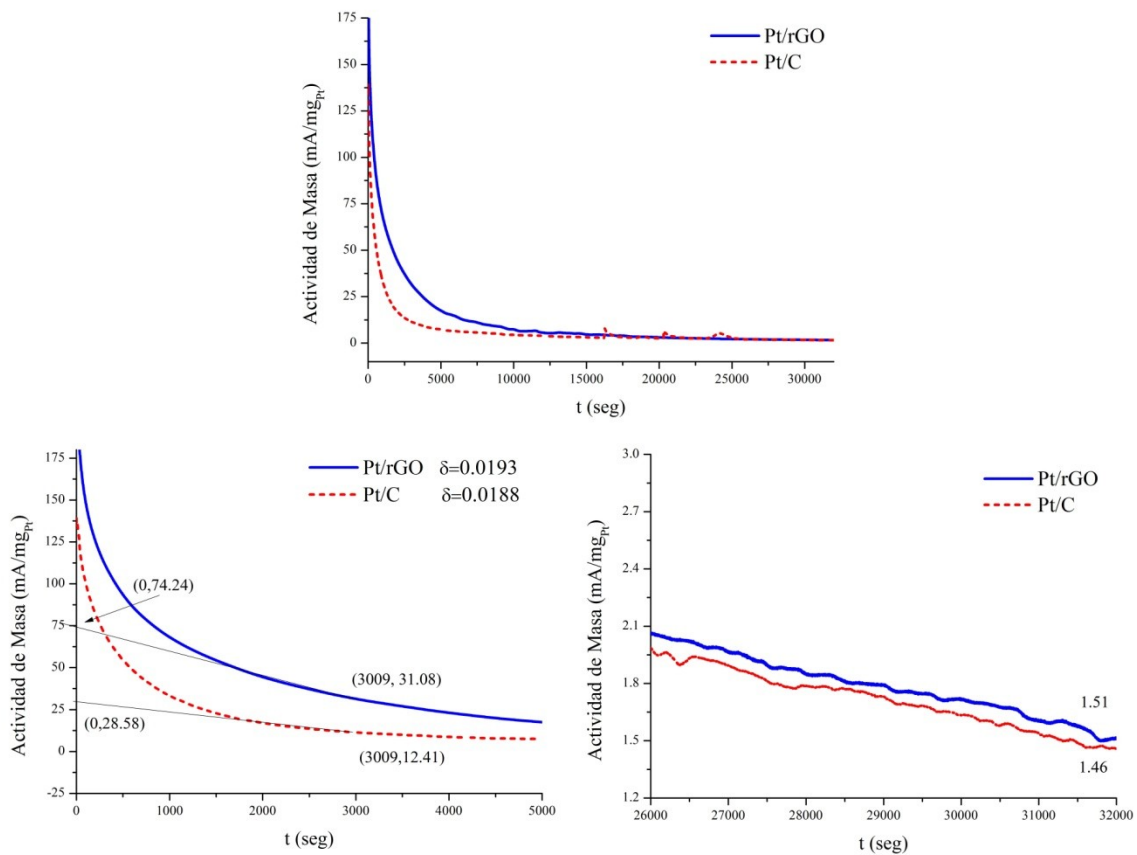 Actividad de Masa (mA/mgPt)
175
150
125
100
75
50
25
0
Pt/rGO
Pt/C
0 5000 10000 15000 20000 25000 30000
t (seg)
Actividad de Masa (mA/mgPt)
175
150
125
100
75
50
25
0
-25
Pt/rGO δ=0.0193
Pt/C δ=0.0188
(0,74.24)
(3009, 31.08)
(0,28.58)
(3009,12.41)
0 1000 2000 3000 4000 5000
t (seg)
Actividad de Masa (mA/mgPt)
3.0
2.7
2.4
2.1
1.8
1.5
1.2
Pt/rGO
Pt/C
1.51
1.46
26000 27000 28000 29000 30000 31000 32000
t (seg)